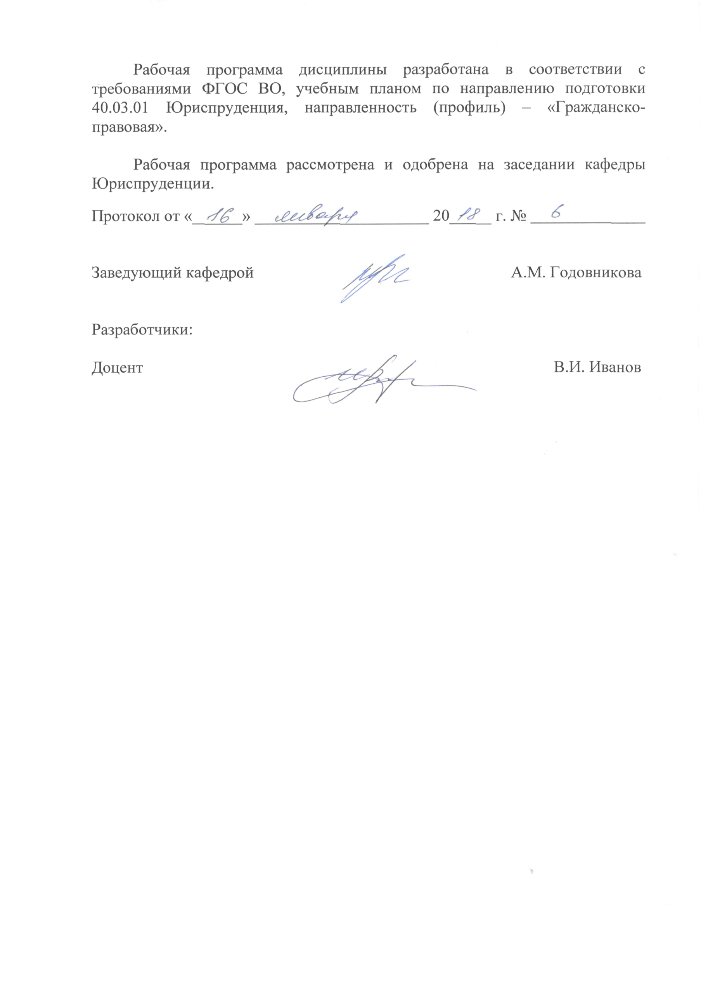 Рабочая программа дисциплины разработана в соответствии с
требованиями ФГОС ВО, учебным планом по направлению подготовки
40.03.01 Юриспруденция, направленность (профиль) – «Гражданско-
правовая».
Рабочая программа рассмотрена и одобрена на заседании кафедры
Юриспруденции.
Протокол от « 16 » января 20 18 г. № 6
Заведующий кафедрой А.М. Годовникова
Разработчики:
Доцент В.И. Иванов